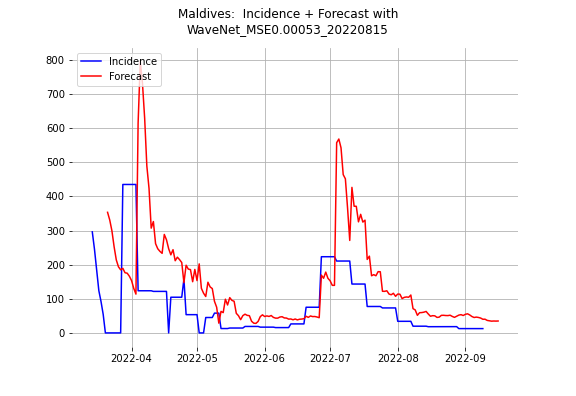 Maldives:  Incidence + Forecast with
WaveNet_MSE0.00053_20220815
Incidence
Forecast
800
700
600
500
400
300
200
100
0
2022-04 2022-05 2022-06 2022-07 2022-08 2022-09